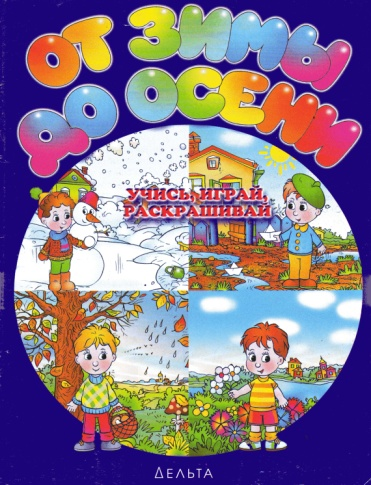 ОТ ЗИМЫ
ДО ОСЕНИ
УЧИСЬ, ИГРАЙ,
РАСКРАШИВАЙ
ДЕЛЬТА